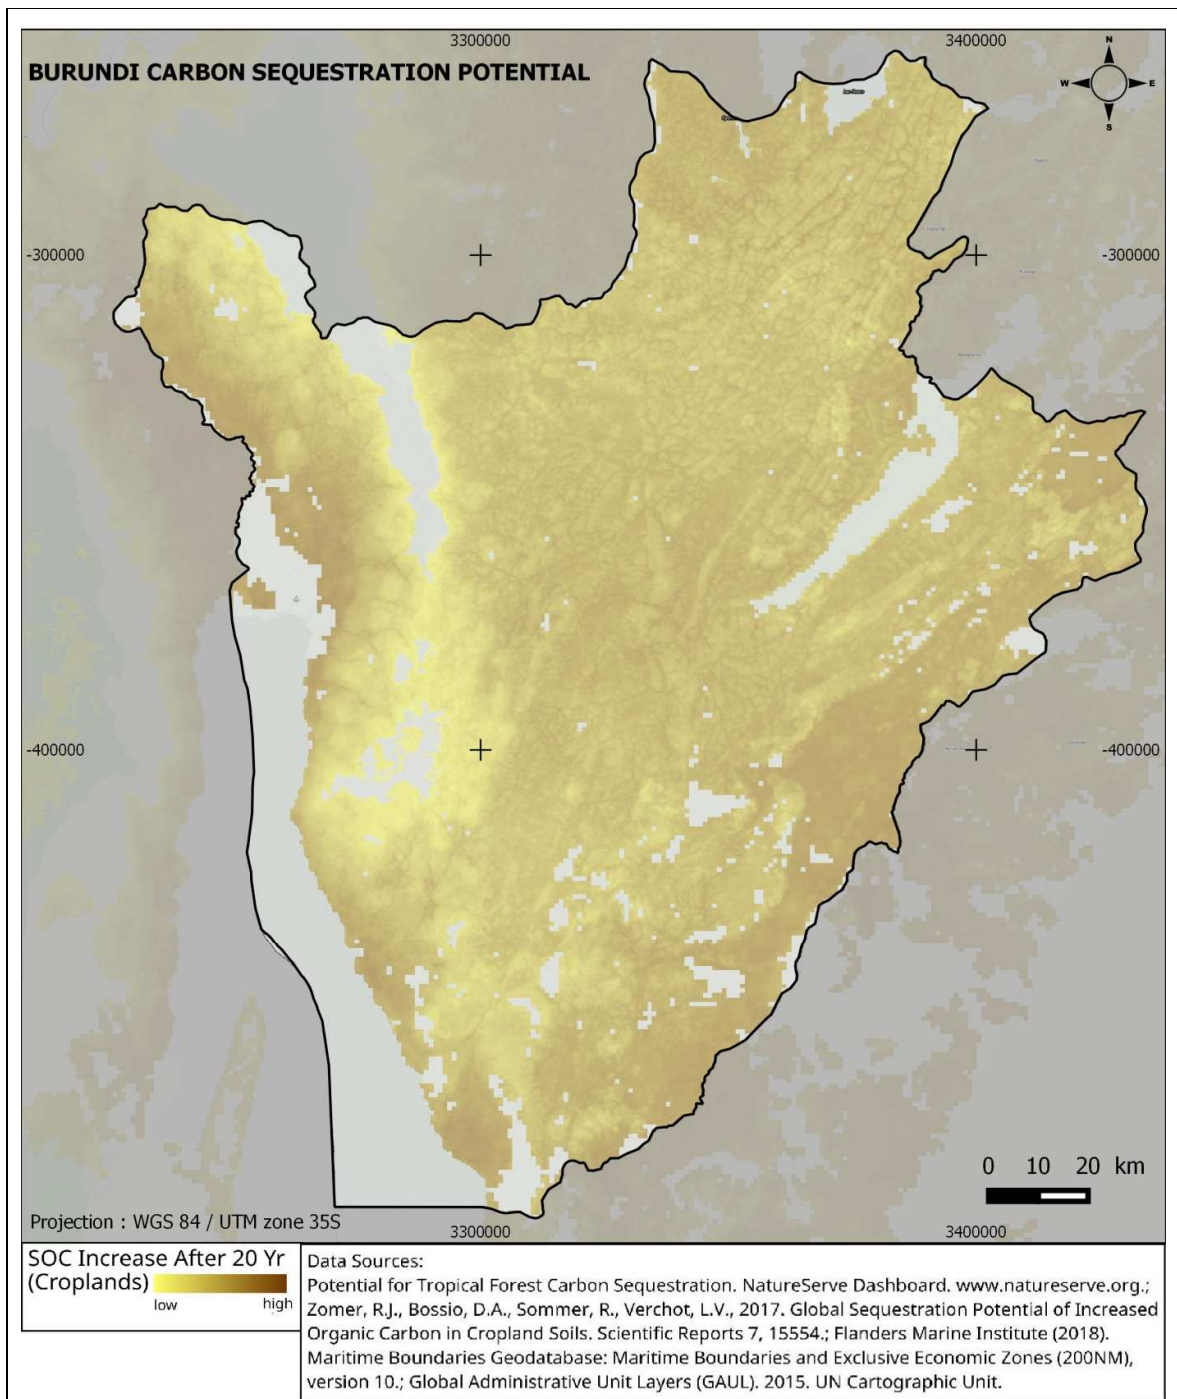 3300000
3400000
BURUNDI CARBON SEQUESTRATION POTENTIAL
N
W
E
S
-300000
-300000
-400000
-400000
0 10 20 km
Projection : WGS 84 / UTM zone 35S
3300000
3400000
SOC Increase After 20 Yr
(Croplands)
low
high
Data Sources:
Potential for Tropical Forest Carbon Sequestration. NatureServe Dashboard. www.natureserve.org.;
Zomer, R.J., Bossio, D.A., Sommer, R., Verchot, L.V., 2017. Global Sequestration Potential of Increased
Organic Carbon in Cropland Soils. Scientific Reports 7, 15554.; Flanders Marine Institute (2018).
Maritime Boundaries Geodatabase: Maritime Boundaries and Exclusive Economic Zones (200NM),
version 10.; Global Administrative Unit Layers (GAUL). 2015. UN Cartographic Unit.